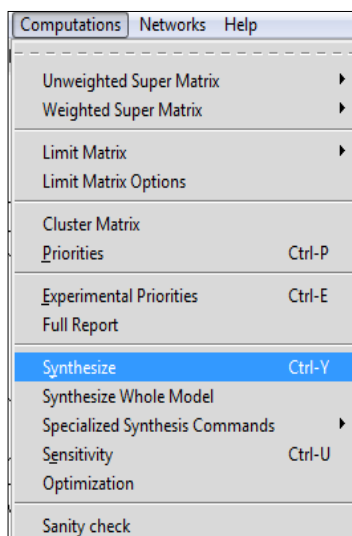 Computations Networks Help
Unweighted Super Matrix
Weighted Super Matrix
Limit Matrix
Limit Matrix Options
Cluster Matrix
Priorities Ctrl-P
Experimental Priorities Ctrl-E
Full Report
Synthesize Ctrl-Y
Synthesize Whole Model
Specialized Synthesis Commands
Sensitivity Ctrl-U
Optimization
Sanity check